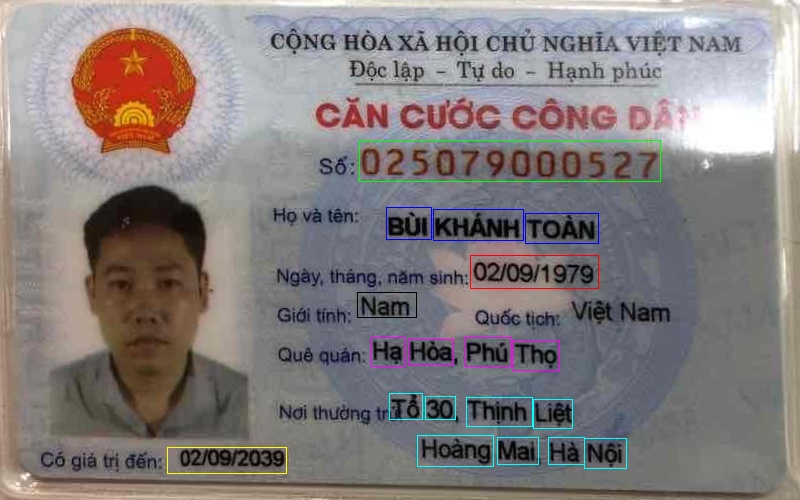 CỘNG HÒA XÃ HỘI CHỦ NGHĨA VIỆT NAM
Độc lập - Tự do - Hạnh phúc
CĂN CƯỚC CÔNG DÂN
Số: 025079000527
Họ và tên: BÙI KHÁNH TOÀN
Ngày, tháng, năm sinh: 02/09/1979
Giới tính: Nam Quốc tịch: Việt Nam
Quê quán: Hạ Hòa, Phú Thọ
Nơi thường trú: Tổ 30, Thịnh Liệt
Hoàng Mai, Hà Nội
Có giá trị đến: 02/09/2039